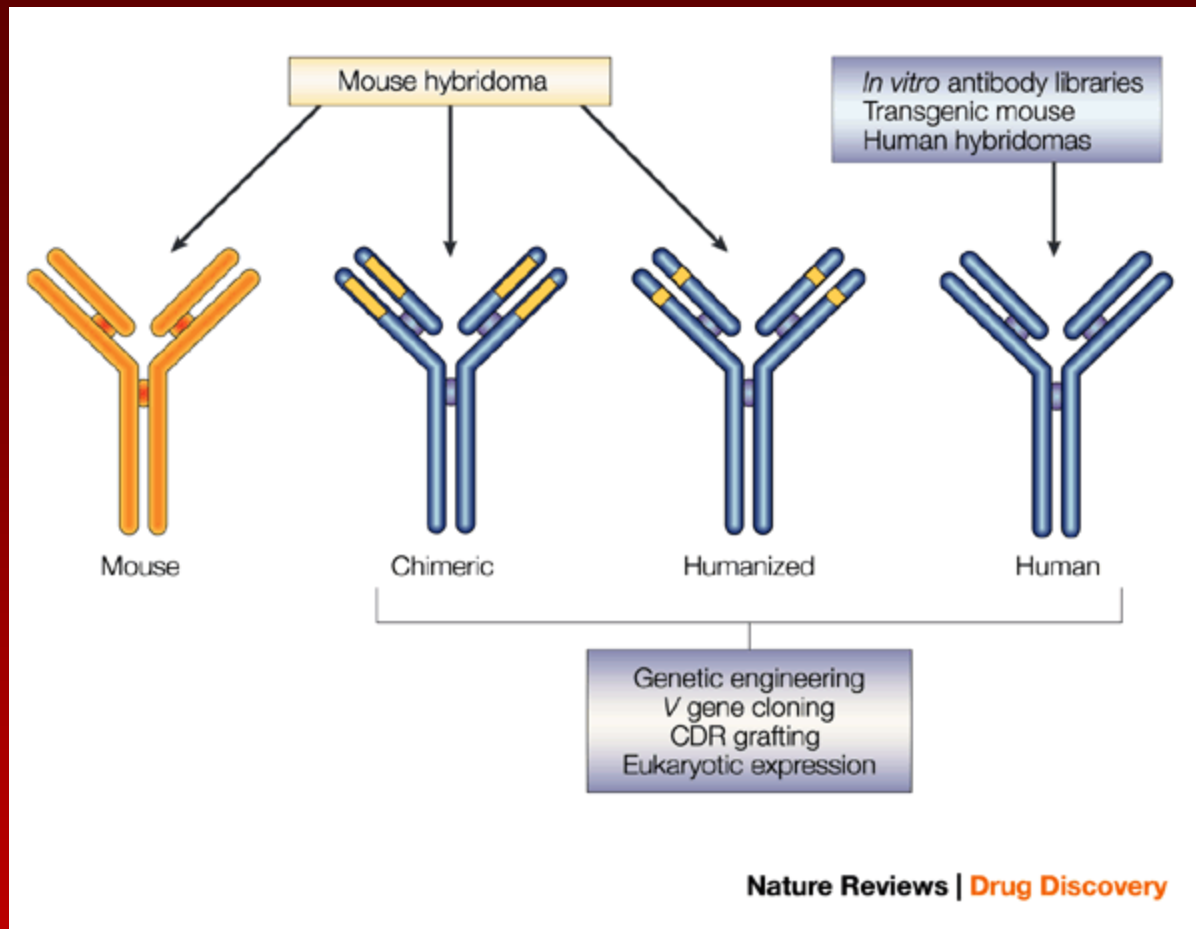 Mouse hybridoma
In vitro antibody libraries
Transgenic mouse
Human hybridomas
Mouse
Chimeric
Humanized
Human
Genetic engineering
V gene cloning
CDR grafting
Eukaryotic expression
Nature Reviews | Drug Discovery